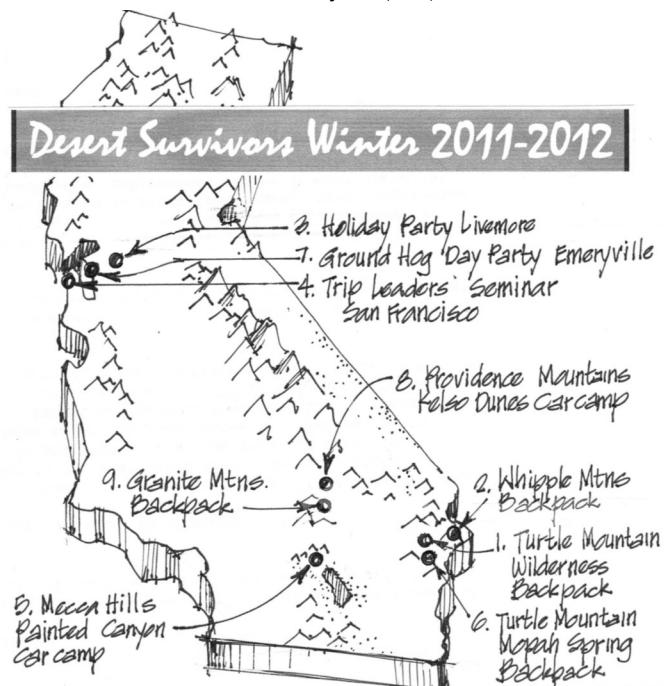 Desert Survivors Winter 2011-2012
3. Holiday Party Livemore
7. Ground Hog Day Party Emeryville
4. Trip Leaders' Seminar
San Francisco
8. Providence Mountains
Kelso Dunes Carcamp
9. Granite Mtns.
Backpack
2. Whipple Mtns
Backpack
1. Turtle Mountain
Wilderness
Backpack
5. Mecca Hills
Painted Canyon
Car camp
6. Turtle Mountain
Mopah Spring
Backpack